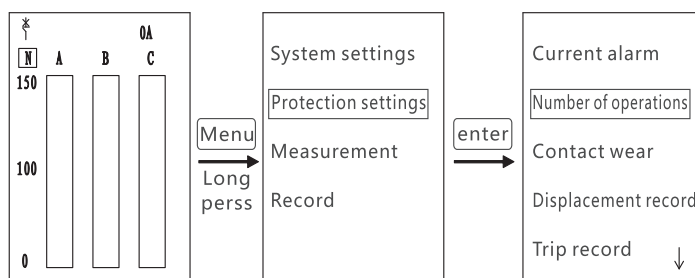 0A
N A B C
150
100
0
Menu
Long
perss
System settings
Protection settings
Measurement
Record
enter
Current alarm
Number of operations
Contact wear
Displacement record
Trip record ↓